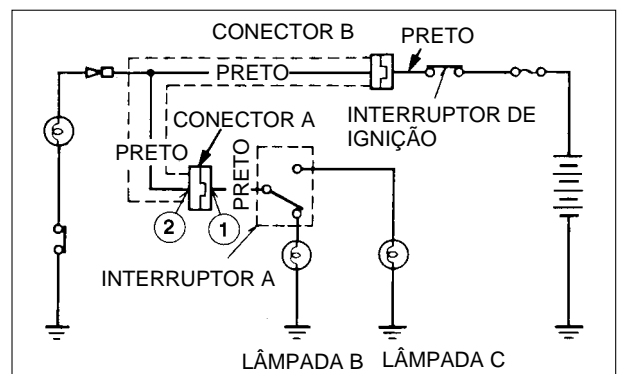 CONECTOR B
PRETO
PRETO
INTERRUPTOR DE
IGNIÇÃO
CONECTOR A
PRETO
PRETO
2
1
INTERRUPTOR A
LÂMPADA B
LÂMPADA C